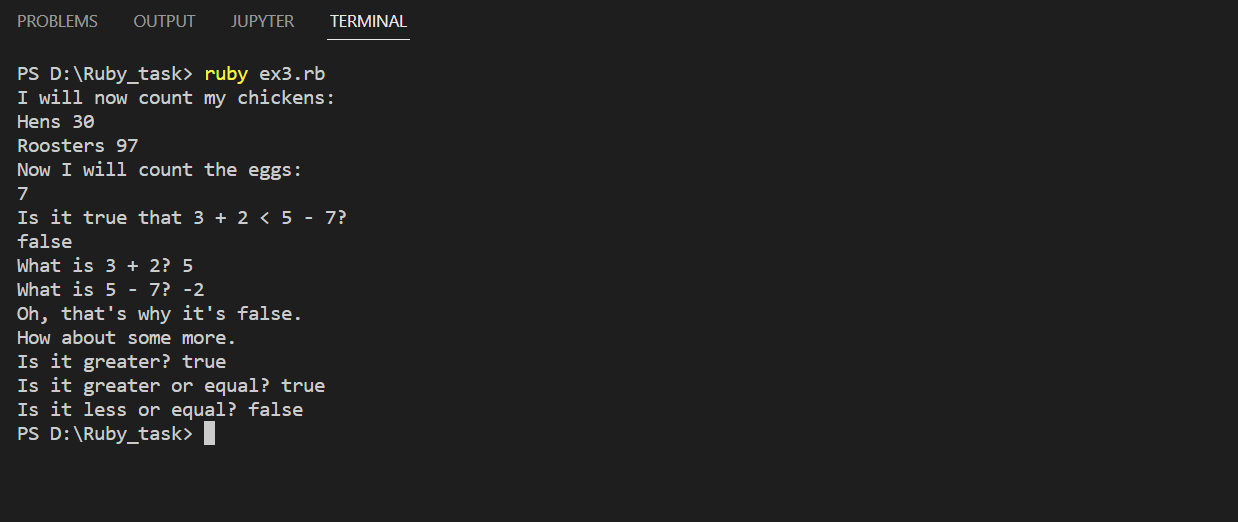 PROBLEMS OUTPUT JUPYTER TERMINAL
PS D:\Ruby_task> ruby ex3.rb
I will now count my chickens:
Hens 30
Roosters 97
Now I will count the eggs:
7
Is it true that 3 + 2 < 5 - 7?
false
What is 3 + 2? 5
What is 5 - 7? -2
Oh, that's why it's false.
How about some more.
Is it greater? true
Is it greater or equal? true
Is it less or equal? false
PS D:\Ruby_task>